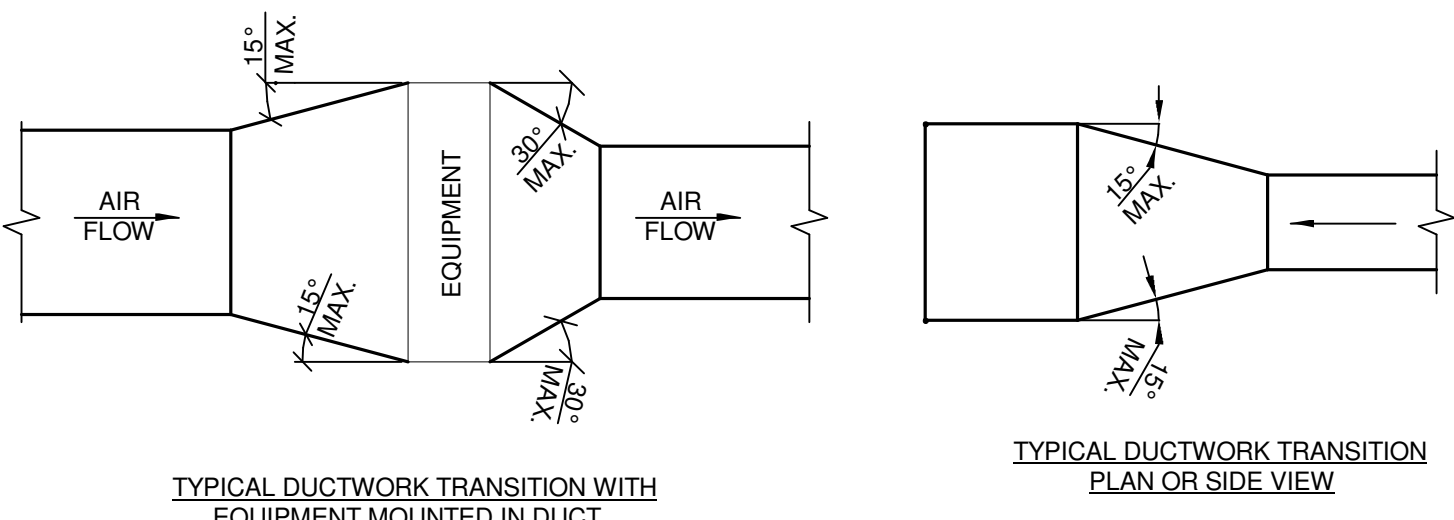 15°
MAX.
AIR
FLOW
15°
MAX.
EQUIPMENT
30°
MAX.
30°
MAX.
AIR
FLOW
TYPICAL DUCTWORK TRANSITION WITH
EQUIPMENT MOUNTED IN DUCT
15°
MAX.
15°
MAX.
TYPICAL DUCTWORK TRANSITION
PLAN OR SIDE VIEW